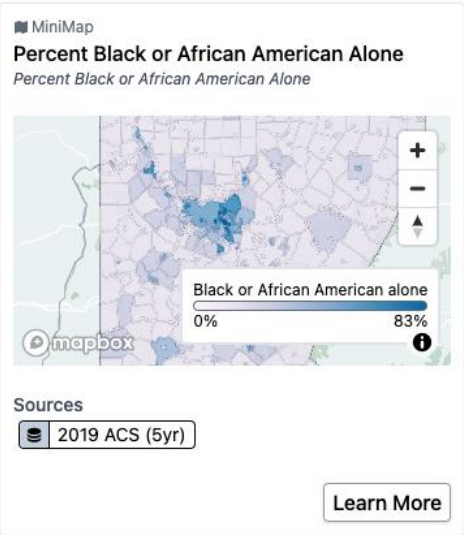 MiniMap
Percent Black or African American Alone
Percent Black or African American Alone
Black or African American alone
0% 83%
mapbox
Sources
2019 ACS (5yr)
Learn More